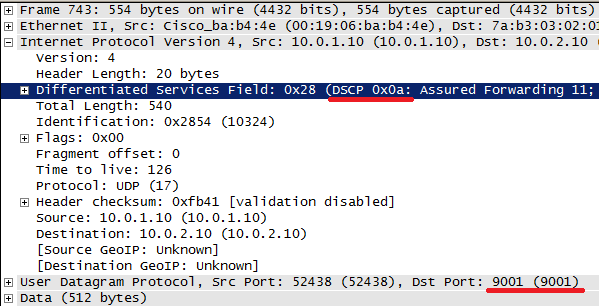 Frame 743: 554 bytes on wire (4432 bits), 554 bytes captured (4432 bits)
Ethernet II, Src: Cisco_ba:b4:4e (00:19:06:ba:b4:4e), Dst: 7a:b3:03:02:01
Internet Protocol Version 4, Src: 10.0.1.10 (10.0.1.10), Dst: 10.0.2.10 (
Version: 4
Header Length: 20 bytes
Differentiated Services Field: 0x28 (DSCP 0x0a: Assured Forwarding 11;
Total Length: 540
Identification: 0x2854 (10324)
Flags: 0x00
Fragment offset: 0
Time to live: 126
Protocol: UDP (17)
Header checksum: 0xfb41 [validation disabled]
Source: 10.0.1.10 (10.0.1.10)
Destination: 10.0.2.10 (10.0.2.10)
[Source GeoIP: Unknown]
[Destination GeoIP: Unknown]
User Datagram Protocol, Src Port: 52438 (52438), Dst Port: 9001 (9001)
Data (512 bytes)